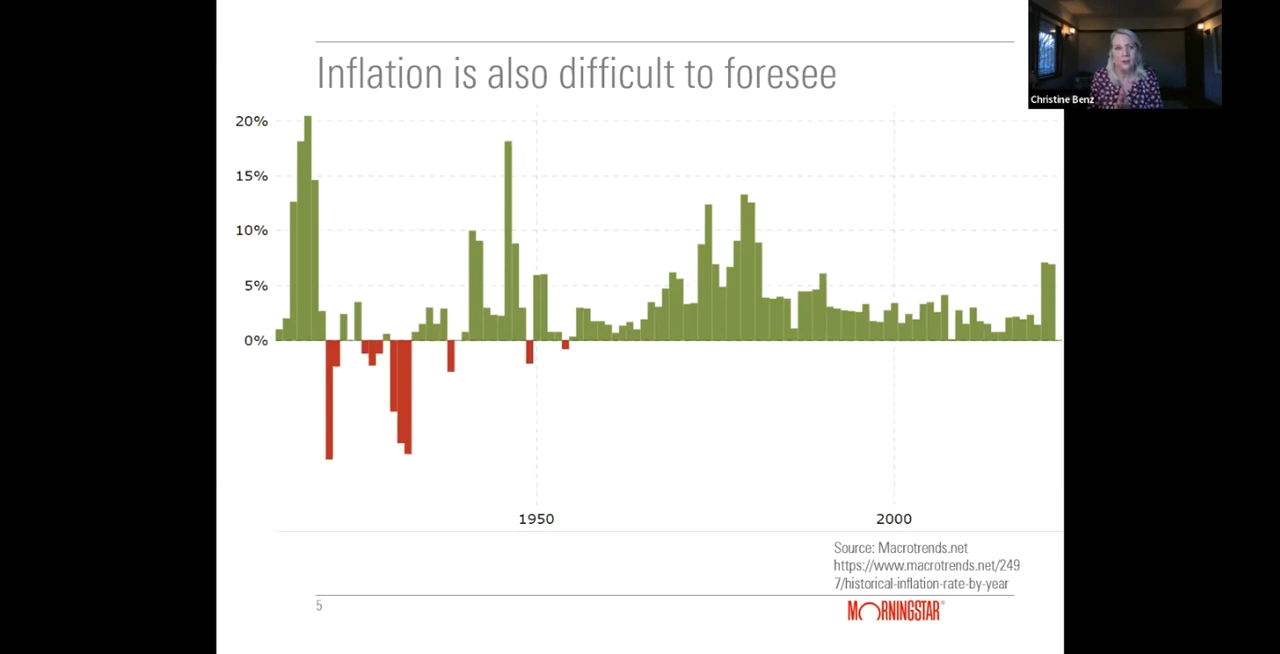 Inflation is also difficult to foresee
Christine Benz
20%
15%
10%
5%
0%
1950
2000
Source: Macrotrends.net
https://www.macrotrends.net/249
7/historical-inflation-rate-by-year
5
MORNINGSTAR®